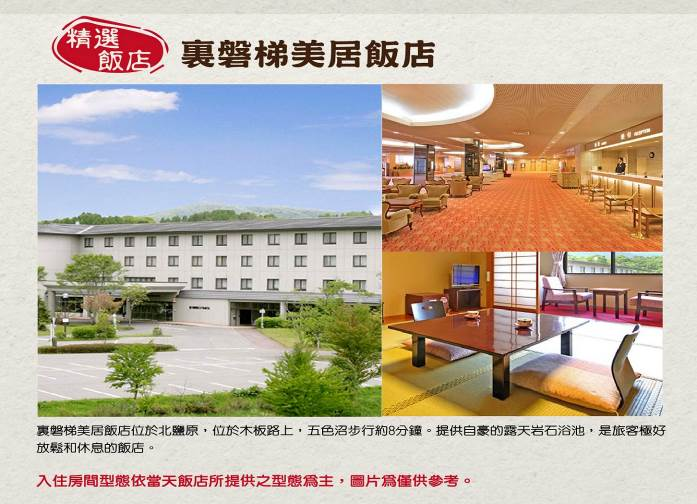 精選
飯店
裏磐梯美居飯店
裏磐梯美居飯店位於北鹽原，位於木板路上，五色沼步行約8分鐘。提供自豪的露天岩石浴池，是旅客極好
放鬆和休息的飯店。
入住房間型態依當天飯店所提供之型態為主，圖片為僅供參考。